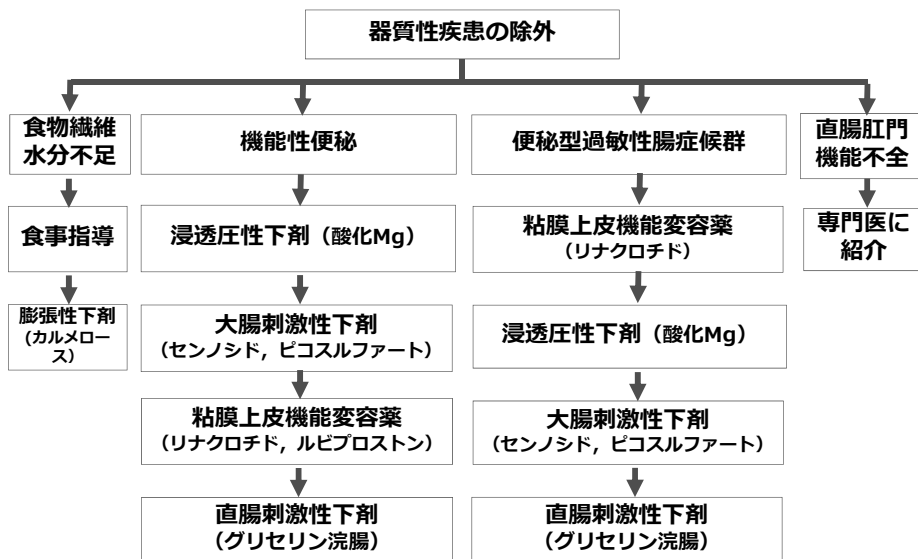 器質性疾患の除外
食物繊維
水分不足
食事指導
膨張性下剤
(カルメロー
ス)
機能性便秘
浸透圧性下剤（酸化Mg）
大腸刺激性下剤
（センノシド，ピコスルファート）
粘膜上皮機能変容薬
（リナクロチド，ルビプロストン）
直腸刺激性下剤
（グリセリン浣腸）
便秘型過敏性腸症候群
粘膜上皮機能変容薬
（リナクロチド）
浸透圧性下剤（酸化Mg）
大腸刺激性下剤
（センノシド，ピコスルファート）
直腸刺激性下剤
（グリセリン浣腸）
直腸肛門
機能不全
専門医に
紹介